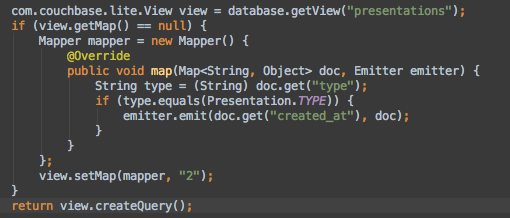 com.couchbase.lite.View view = database.getView("presentations");
if (view.getMap() == null) {
    Mapper mapper = new Mapper() {
        @Override
        public void map(Map<String, Object> doc, Emitter emitter) {
            String type = (String) doc.get("type");
            if (type.equals(Presentation.TYPE)) {
                emitter.emit(doc.get("created_at"), doc);
            }
        }
    };
    view.setMap(mapper, "2");
}
return view.createQuery();